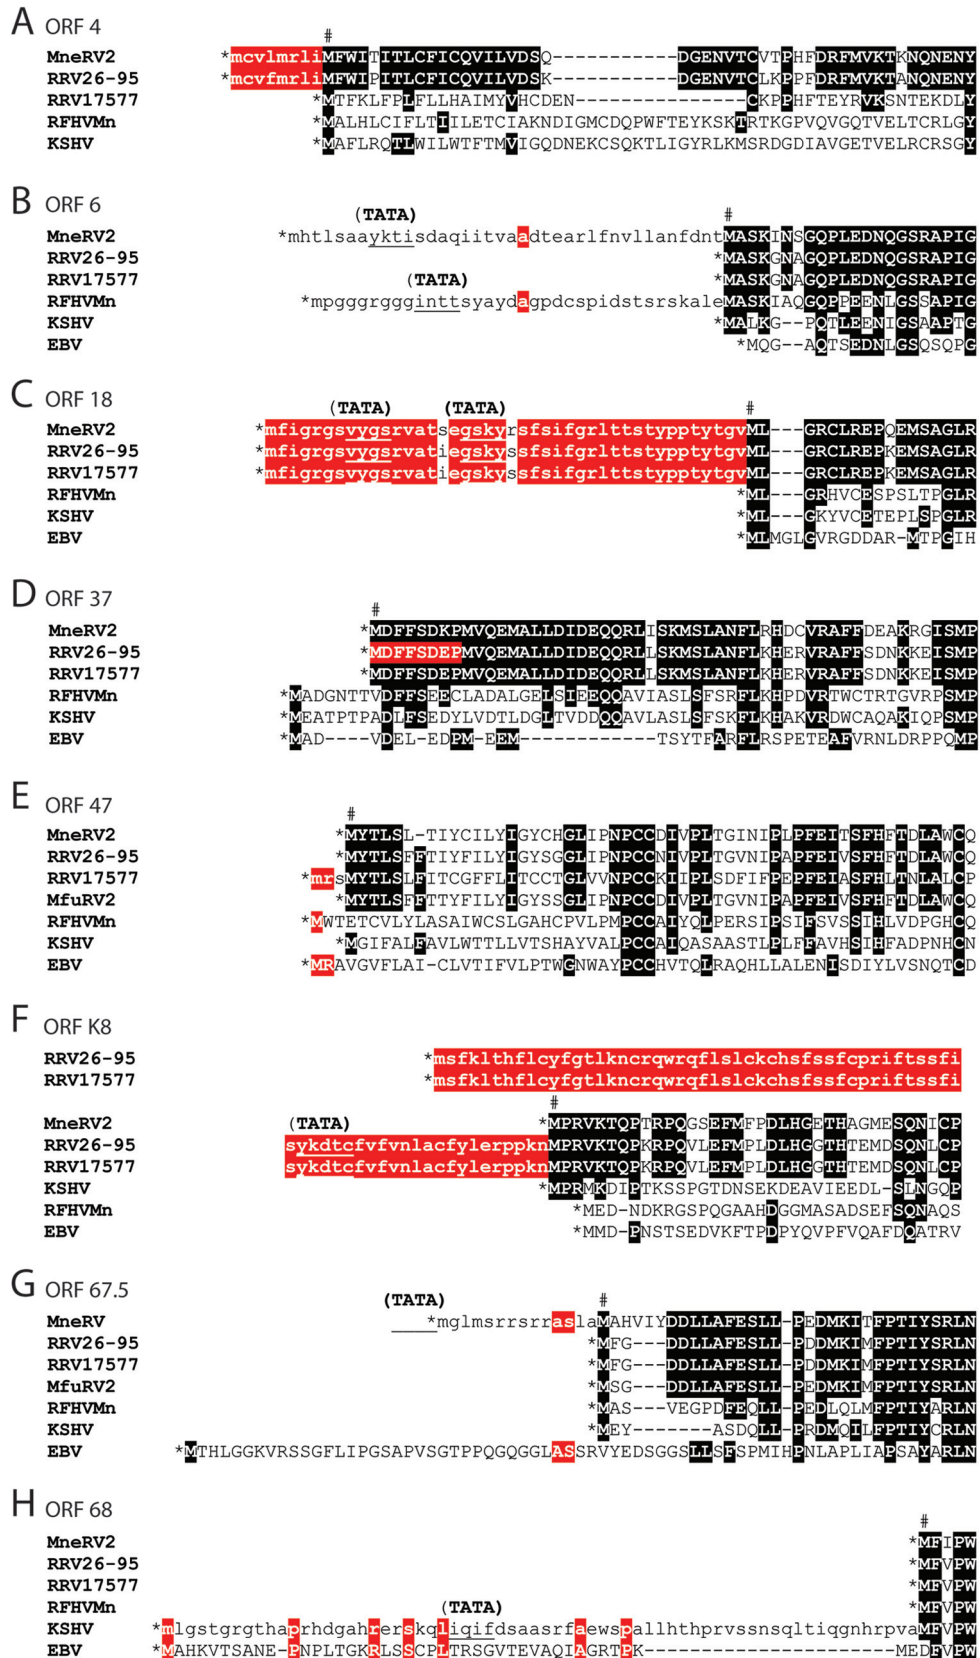 A ORF 4
#
MneRV2 *mcvlmrliMFWITITLCFICQVILVDSQ-----------DGENVTCVTPHFDRFMVKTKNQNENY
RRV26-95 *mcvfmrliMFWIPITLCFICQVILVDSK-----------DGENVTCLKPPFDRFMVKTANQNENY
RRV17577 *MTFKLFPLFLLHAIMYVHCDEN---------------CKPPHFTEYRVKSNTEKDLY
RFHVMn *MALHLCIFLTIILETCIAKNDIGMCDQPWFTEYKSKTRTKGPVQVGQTVELTCRLGY
KSHV *MAFLRQTLWILWTFTMVIGQDNEKCSQKTLIGYRLKMSRDGDIAVGETVELRCRSGY
B ORF 6
(TATA) #
MneRV2 *mhtlsaayktisdaqiitvaadtearlfnvllanfdntMASKINSGQPLEDNQGSRAPIG
RRV26-95 *MASKGNAGQPLEDNQGSRAPIG
RRV17577 (TATA) *MASKGNAGQPLEDNQGSRAPIG
RFHVMn *mpgggrggginttsyaydagpdcspidstsrskaleMASKIAQGQPPEENLGSSAPIG
KSHV *MALKG--PQTLEENIGSAAPTG
EBV *MQG--AQTSEDNLGSQSQPG
C ORF 18
(TATA) (TATA) #
MneRV2 *mfigrgsvygsrvatsegskyrsfsifgrlttstypptytgvML---GRCLREPQEMSAGLR
RRV26-95 *mfigrgsvygsrvatiegskyssfsifgrlttstypptytgvML---GRCLREPKEMSAGLR
RRV17577 *mfigrgsvygsrvatiegskyssfsifgrlttstypptytgvML---GRCLREPKEMSAGLR
RFHVMn *ML---GRHVCESPSLTPGLR
KSHV *ML---GKYVCETEPLSPGLR
EBV *MLMGLGVRGDDAR-MTPGIH
D ORF 37
#
MneRV2 *MDFFSDKPMVQEMALLDIDEQQRLISKMSLANFLRHDCVRAFFDEAKRGISMP
RRV26-95 *MDFFSDEPMVQEMALLDIDEQQRLLSKMSLANFLKHERVRAFFSDNKKEISMP
RRV17577 *MDFFSDEPMVQEMALLDIDEQQRLLSKMSLANFLKHERVRAFFSDNKKEISMP
RFHVMn *MADGNTTVDFFSEECLADALGELSIEEQQAVIASLSFSRFLKHPDVRTWCTRTGVRPSMP
KSHV *MEATPTPADLFSEDYLVDTLDGLTVDDQQAVLASLSFSKFLKHAKVRDWCAQAKIQPSMP
EBV *MAD----VDEL-EDPM-EEM------------TSYTFARFLRSPETEAFVRNLDRPPQMP
E ORF 47
#
MneRV2 *MYTLSL-TIYCILYIGYCHGLIPNPCCDIVPLTGINIPLPFEITSFHFTDLAWCQ
RRV26-95 *MYTLSFFTIYFILYIGYSGGLIPNPCCNIVPLTGVNIPAPFEIVSFHFTDLAWCQ
RRV17577 *mrsMYTLSLFITCGFFLITCCTGLVVNPCCKIIPLSDFIFPEFEIASFHLTNLALCP
MfuRV2 *MYTLSFFTTYFILYIGYSSGLIPNPCCDIVPLTGVNIPAPFEIVSFHFTDLAWCQ
RFHVMn *MWTETCVLYLASAIWCSLGAHCPVLPMPCCAIYQLPERSIPSIFSVSSIHLVDPGHCQ
KSHV *MGIFALFAVLWTTLLVTSHAYVALPCCAIQASAASTLPLFFAVHSIHFADPNHCN
EBV *MRAVGVFLAI-CLVTIFVLPTWGNWAYPCCHVTQLRAQHLLALENISDIYLVSNQTCD
F ORF K8
RRV26-95 *msfklthflcyfgtlkncrqwrqflslckchsfssfcpriftssfi
RRV17577 *msfklthflcyfgtlkncrqwrqflslckchsfssfcpriftssfi
(TATA) #
MneRV2 *MPRVKTQPTRPQGSEFMFPDLHGETHAGMESQNICP
RRV26-95 sykdtcfvfvnlacfylerppknMPRVKTQPKRPQVLEFMPLDLHGGTHTEMDSQNLCP
RRV17577 sykdtcfvfvnlacfylerppknMPRVKTQPKRPQVLEFMPLDLHGGTHTEMDSQNLCP
KSHV *MPRMKDIPTKSSPGTDNSEKDEAVIEEDL-SLNGQP
RFHVMn *MED-NDKRGSPQGAAHDGGMASADSEFSQNAQS
EBV *MMD-PNSTSEDVKFTPDPYQVPFVQAFDQATRV
G ORF 67.5
(TATA) #
MneRV *mglmsrrsrraslaMAHVIYDDLLAFESLL-PEDMKITFPTIYSRLN
RRV26-95 *MFG---DDLLAFESLL-PDDMKIMFPTIYSRLN
RRV17577 *MFG---DDLLAFESLL-PDDMKIMFPTIYSRLN
MfuRV2 *MSG---DDLLAFESLL-PEDMKIMFPTIYSRLN
RFHVMn *MAS---VEGPDFEQLL-PEDLQLMFPTIYARLN
KSHV *MEY-----ASDQLL-PRDMQILFPTIYCRLN
EBV *MTHLGGKVRSSGFLIPGSAPVSGTPPQGQGGLASSRVYEDSGGSLLSFSPMIHPNLAPLIAPSAYARLN
H ORF 68
#
MneRV2 *MFIPW
RRV26-95 *MFVPW
RRV17577 *MFVPW
RFHVMn (TATA) *MFVPW
KSHV *mlgstgrgthaprhdgahrerskqliqifdsaasrfaewspallhthprvssnsqltiqgnhrpvaMFVPW
EBV *MAHKVTSANE-PNPLTGKRLSSCPLTRSGVTEVAQIAGRTPK------------------------MEDFVPW